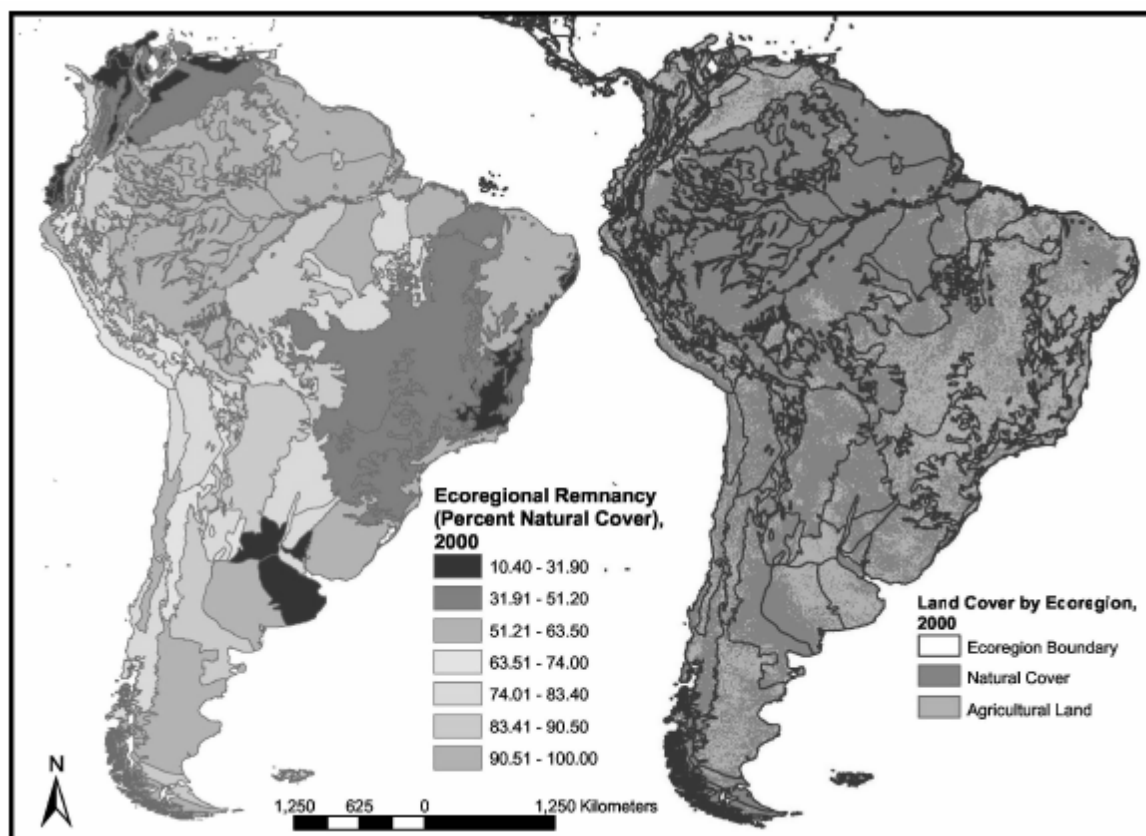 Ecoregional Remnancy
(Percent Natural Cover),
2000
10.40 - 31.90
31.91 - 51.20
51.21 - 63.50
63.51 - 74.00
74.01 - 83.40
83.41 - 90.50
90.51 - 100.00
N
1,250 625 0 1,250 Kilometers
Land Cover by Ecoregion,
2000
Ecoregion Boundary
Natural Cover
Agricultural Land